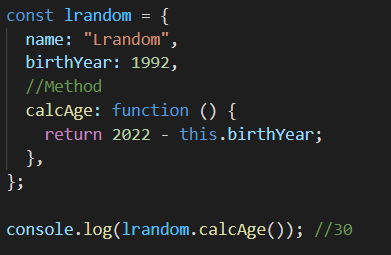 const lrandom = {
  name: "Lrandom",
  birthYear: 1992,
  //Method
  calcAge: function () {
    return 2022 - this.birthYear;
  },
};

console.log(lrandom.calcAge()); //30